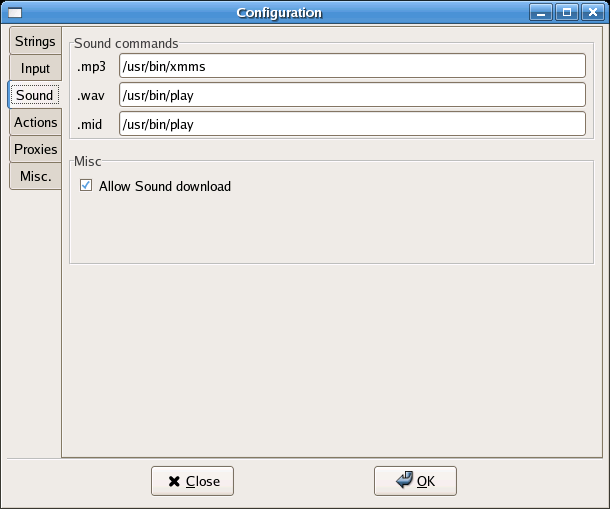 Configuration
Strings
Input
Sound
Actions
Proxies
Misc.
Sound commands
.mp3 /usr/bin/xmms
.wav /usr/bin/play
.mid /usr/bin/play
Misc
Allow Sound download
Close
OK